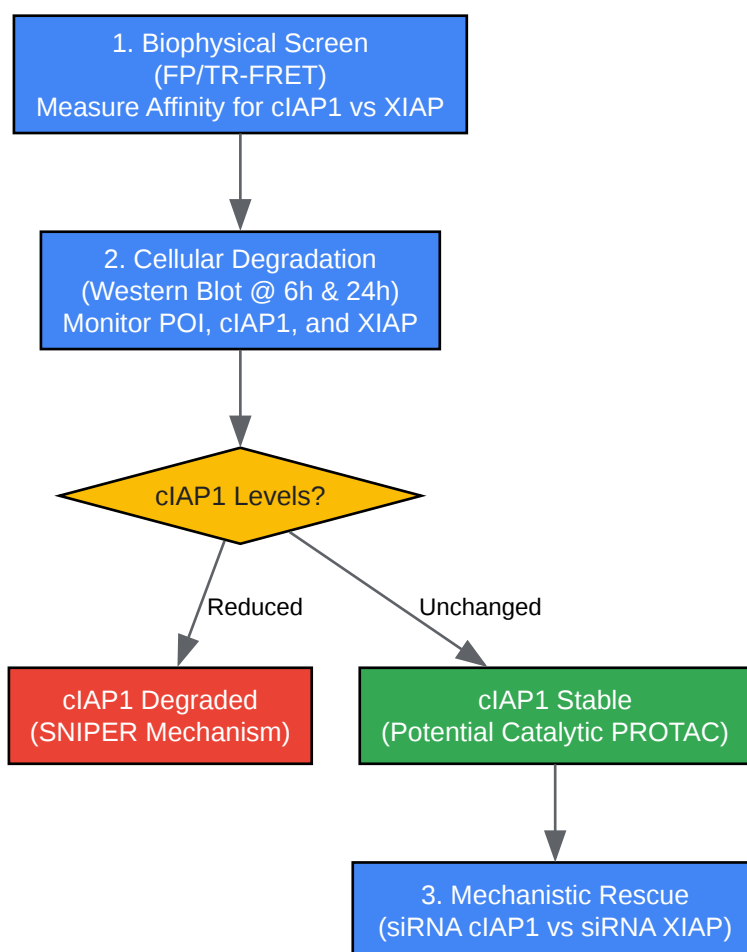 1. Biophysical Screen
(FP/TR-FRET)
Measure Affinity for cIAP1 vs XIAP
2. Cellular Degradation
(Western Blot @ 6h & 24h)
Monitor POI, cIAP1, and XIAP
cIAP1 Levels?
Reduced
Unchanged
cIAP1 Degraded
(SNIPER Mechanism)
cIAP1 Stable
(Potential Catalytic PROTAC)
3. Mechanistic Rescue
(siRNA cIAP1 vs siRNA XIAP)